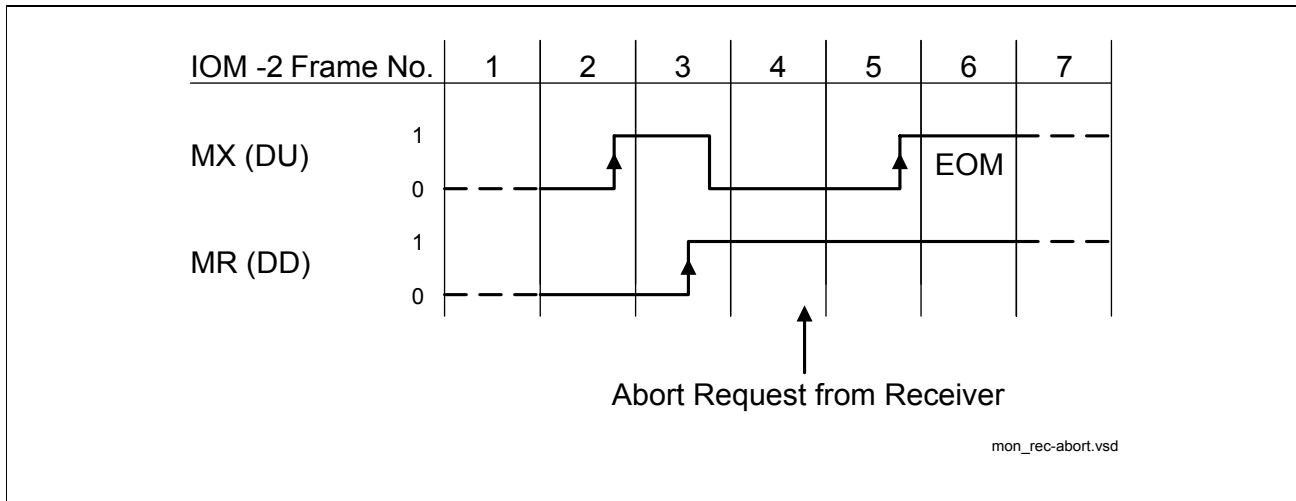 IOM -2 Frame No. 1 2 3 4 5 6 7
1
MX (DU)
EOM
0
1
MR (DD)
0
Abort Request from Receiver
mon_rec-abort.vsd